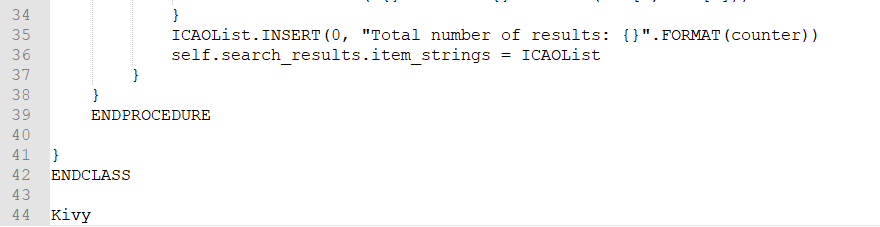 34 }
35 ICAOList.INSERT(0, "Total number of results: {}".FORMAT(counter))
36 self.search_results.item_strings = ICAOList
37 }
38 }
39 ENDPROCEDURE
40
41 }
42 ENDCLASS
43
44 Kivy